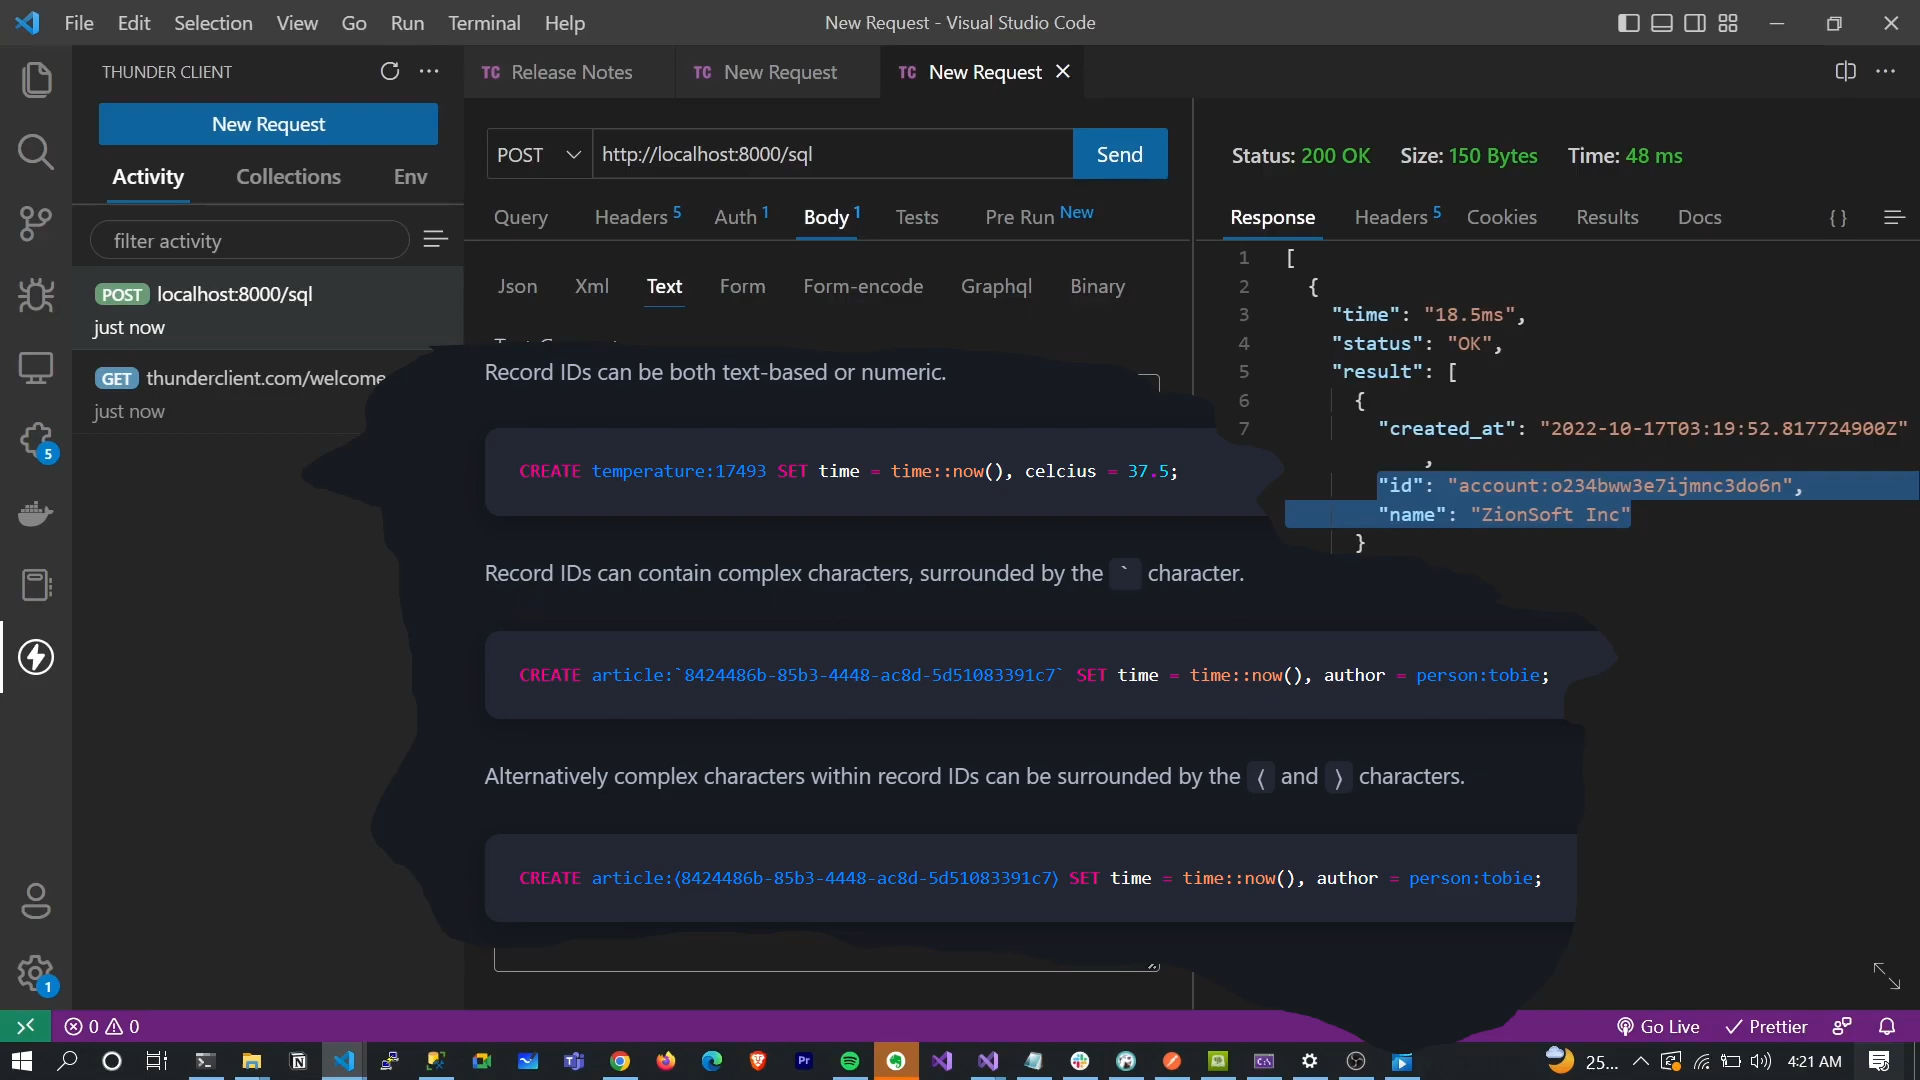 File Edit Selection View Go Run Terminal Help
New Request - Visual Studio Code
THUNDER CLIENT
New Request
Activity Collections Env
filter activity
POST localhost:8000/sql
just now
GET thunderclient.com/welcome
just now
TC Release Notes
TC New Request
TC New Request
POST http://localhost:8000/sql Send
Query Headers 5 Auth 1 Body 1 Tests Pre Run New
Json Xml Text Form Form-encode Graphql Binary
Record IDs can be both text-based or numeric.
CREATE temperature:17493 SET time = time::now(), celcius = 37.5;
Record IDs can contain complex characters, surrounded by the ` character.
CREATE article:`8424486b-85b3-4448-ac8d-5d51083391c7` SET time = time::now(), author = person:tobie;
Alternatively complex characters within record IDs can be surrounded by the ⟨ and ⟩ characters.
CREATE article:⟨8424486b-85b3-4448-ac8d-5d51083391c7⟩ SET time = time::now(), author = person:tobie;
Status: 200 OK Size: 150 Bytes Time: 48 ms
Response Headers 5 Cookies Results Docs { }
1 [
2 {
3 "time": "18.5ms",
4 "status": "OK",
5 "result": [
6 {
7 "created_at": "2022-10-17T03:19:52.817724900Z"
,
"id": "account:o234bww3e7ijmnc3do6n",
"name": "ZionSoft Inc"
}
5
1
0 0
Go Live Prettier
25... 4:21 AM